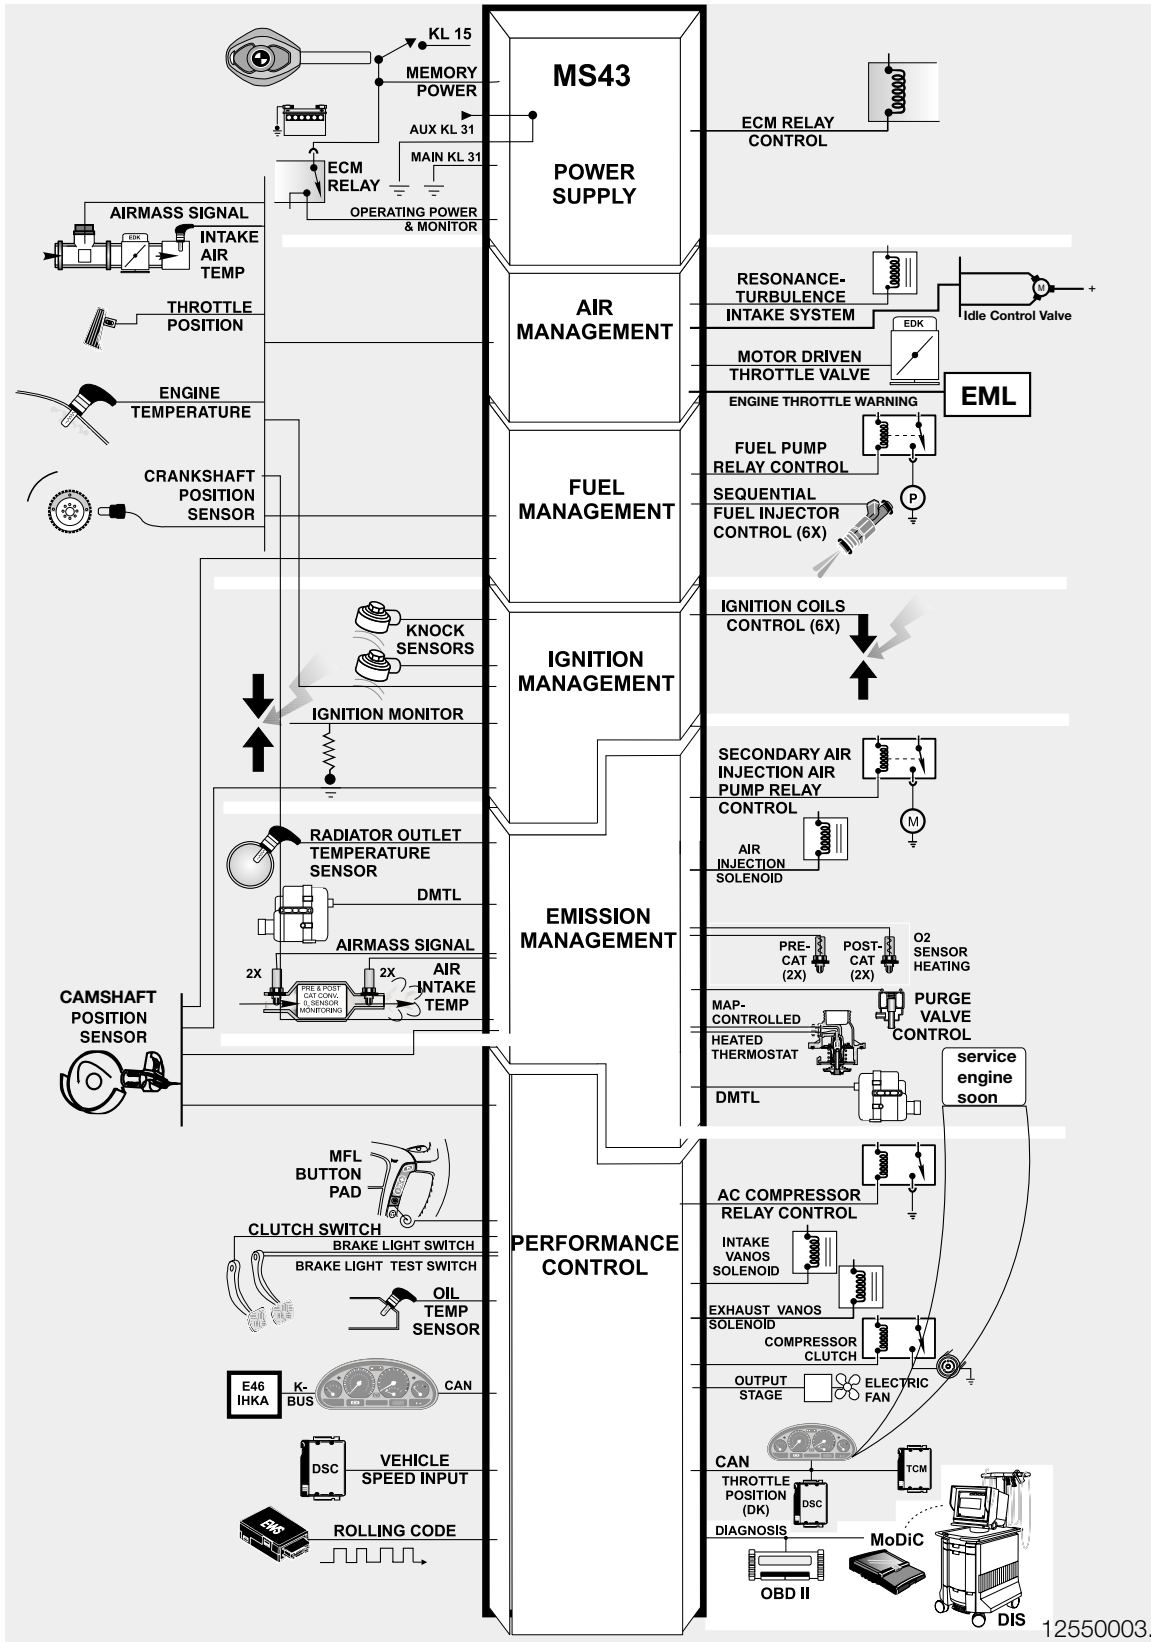 KL 15
MEMORY
POWER
AUX KL 31
MAIN KL 31
ECM
RELAY
OPERATING POWER
& MONITOR
AIRMASS SIGNAL
EDK
INTAKE
AIR
TEMP
THROTTLE
POSITION
ENGINE
TEMPERATURE
CRANKSHAFT
POSITION
SENSOR
KNOCK
SENSORS
IGNITION MONITOR
RADIATOR OUTLET
TEMPERATURE
SENSOR
DMTL
AIRMASS SIGNAL
2X
2X
AIR
INTAKE
TEMP
PRE & POST
CAT CONV.
0, SENSOR
MONITORING
CAMSHAFT
POSITION
SENSOR
MFL
BUTTON
PAD
CLUTCH SWITCH
BRAKE LIGHT SWITCH
BRAKE LIGHT TEST SWITCH
OIL
TEMP
SENSOR
E46
IHKA
K-
BUS
CAN
DSC
VEHICLE
SPEED INPUT
EWS
ROLLING CODE
MS43
POWER
SUPPLY
AIR
MANAGEMENT
FUEL
MANAGEMENT
IGNITION
MANAGEMENT
EMISSION
MANAGEMENT
PERFORMANCE
CONTROL
ECM RELAY
CONTROL
RESONANCE-
TURBULENCE
INTAKE SYSTEM
M
+
Idle Control Valve
EDK
MOTOR DRIVEN
THROTTLE VALVE
ENGINE THROTTLE WARNING
EML
FUEL PUMP
RELAY CONTROL
P
SEQUENTIAL
FUEL INJECTOR
CONTROL (6X)
IGNITION COILS
CONTROL (6X)
SECONDARY AIR
INJECTION AIR
PUMP RELAY
CONTROL
M
AIR
INJECTION
SOLENOID
PRE-
CAT
(2X)
POST-
CAT
(2X)
O2
SENSOR
HEATING
PURGE
VALVE
CONTROL
MAP-
CONTROLLED
HEATED
THERMOSTAT
service
engine
soon
DMTL
AC COMPRESSOR
RELAY CONTROL
INTAKE
VANOS
SOLENOID
EXHAUST VANOS
SOLENOID
COMPRESSOR
CLUTCH
OUTPUT
STAGE
ELECTRIC
FAN
CAN
TCM
THROTTLE
POSITION
(DK)
DSC
DIAGNOSIS
MoDiC
OBD II
DIS
12550003.